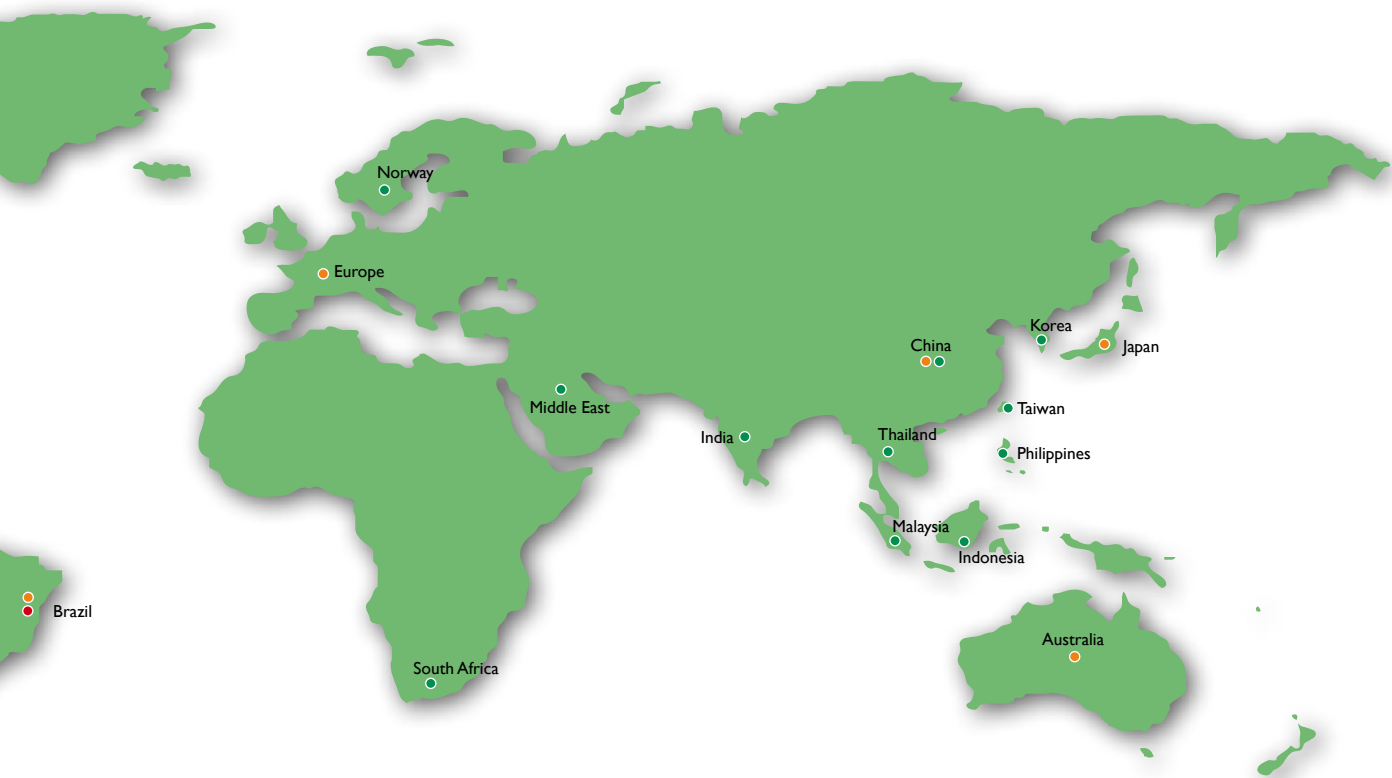 Norway
Europe
Korea
China
Japan
Middle East
Taiwan
Thailand
India
Philippines
Malaysia
Indonesia
Brazil
Australia
South Africa